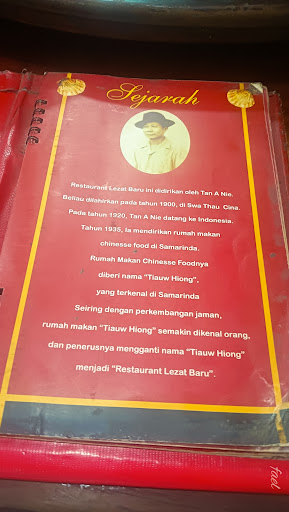 Sejarah
Restaurant Lezat Baru ini didirikan oleh Tan A Nie.
Beliau dilahirkan pada tahun 1900, di Swa Thau Cina.
Pada tahun 1920, Tan A Nie datang ke Indonesia.
Tahun 1935, Ia mendirikan rumah makan
chinesse food di Samarinda.
Rumah Makan Chinesse Foodnya
diberi nama "Tiauw Hiong".
yang terkenal di Samarinda
Seiring dengan perkembangan jaman,
rumah makan "Tiauw Hiong" semakin dikenal orang,
dan penerusnya mengganti nama "Tiauw Hiong"
menjadi "Restaurant Lezat Baru".
fael